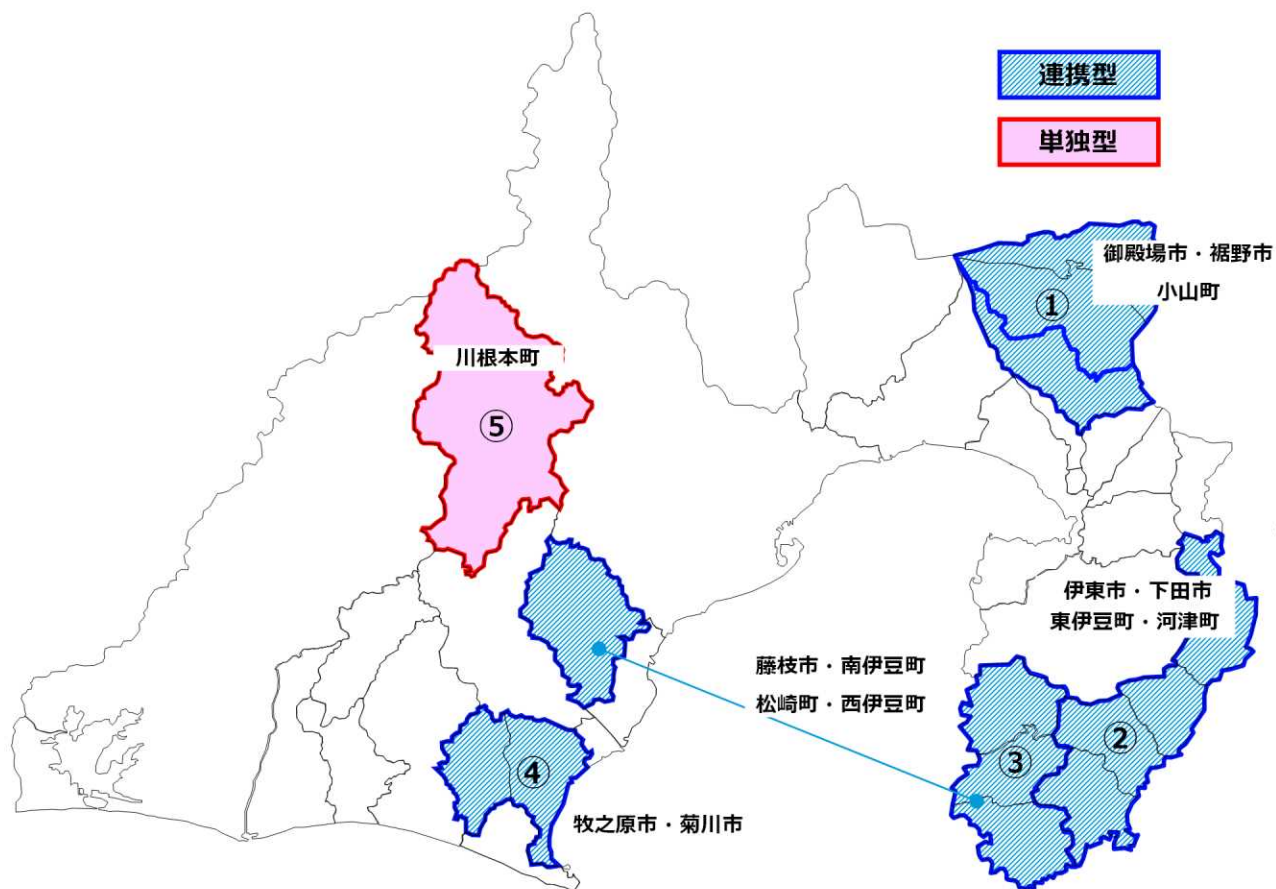 連携型
単独型
御殿場市・裾野市
小山町
①
川根本町
⑤
伊東市・下田市
東伊豆町・河津町
藤枝市・南伊豆町
松崎町・西伊豆町
②
③
④
牧之原市・菊川市